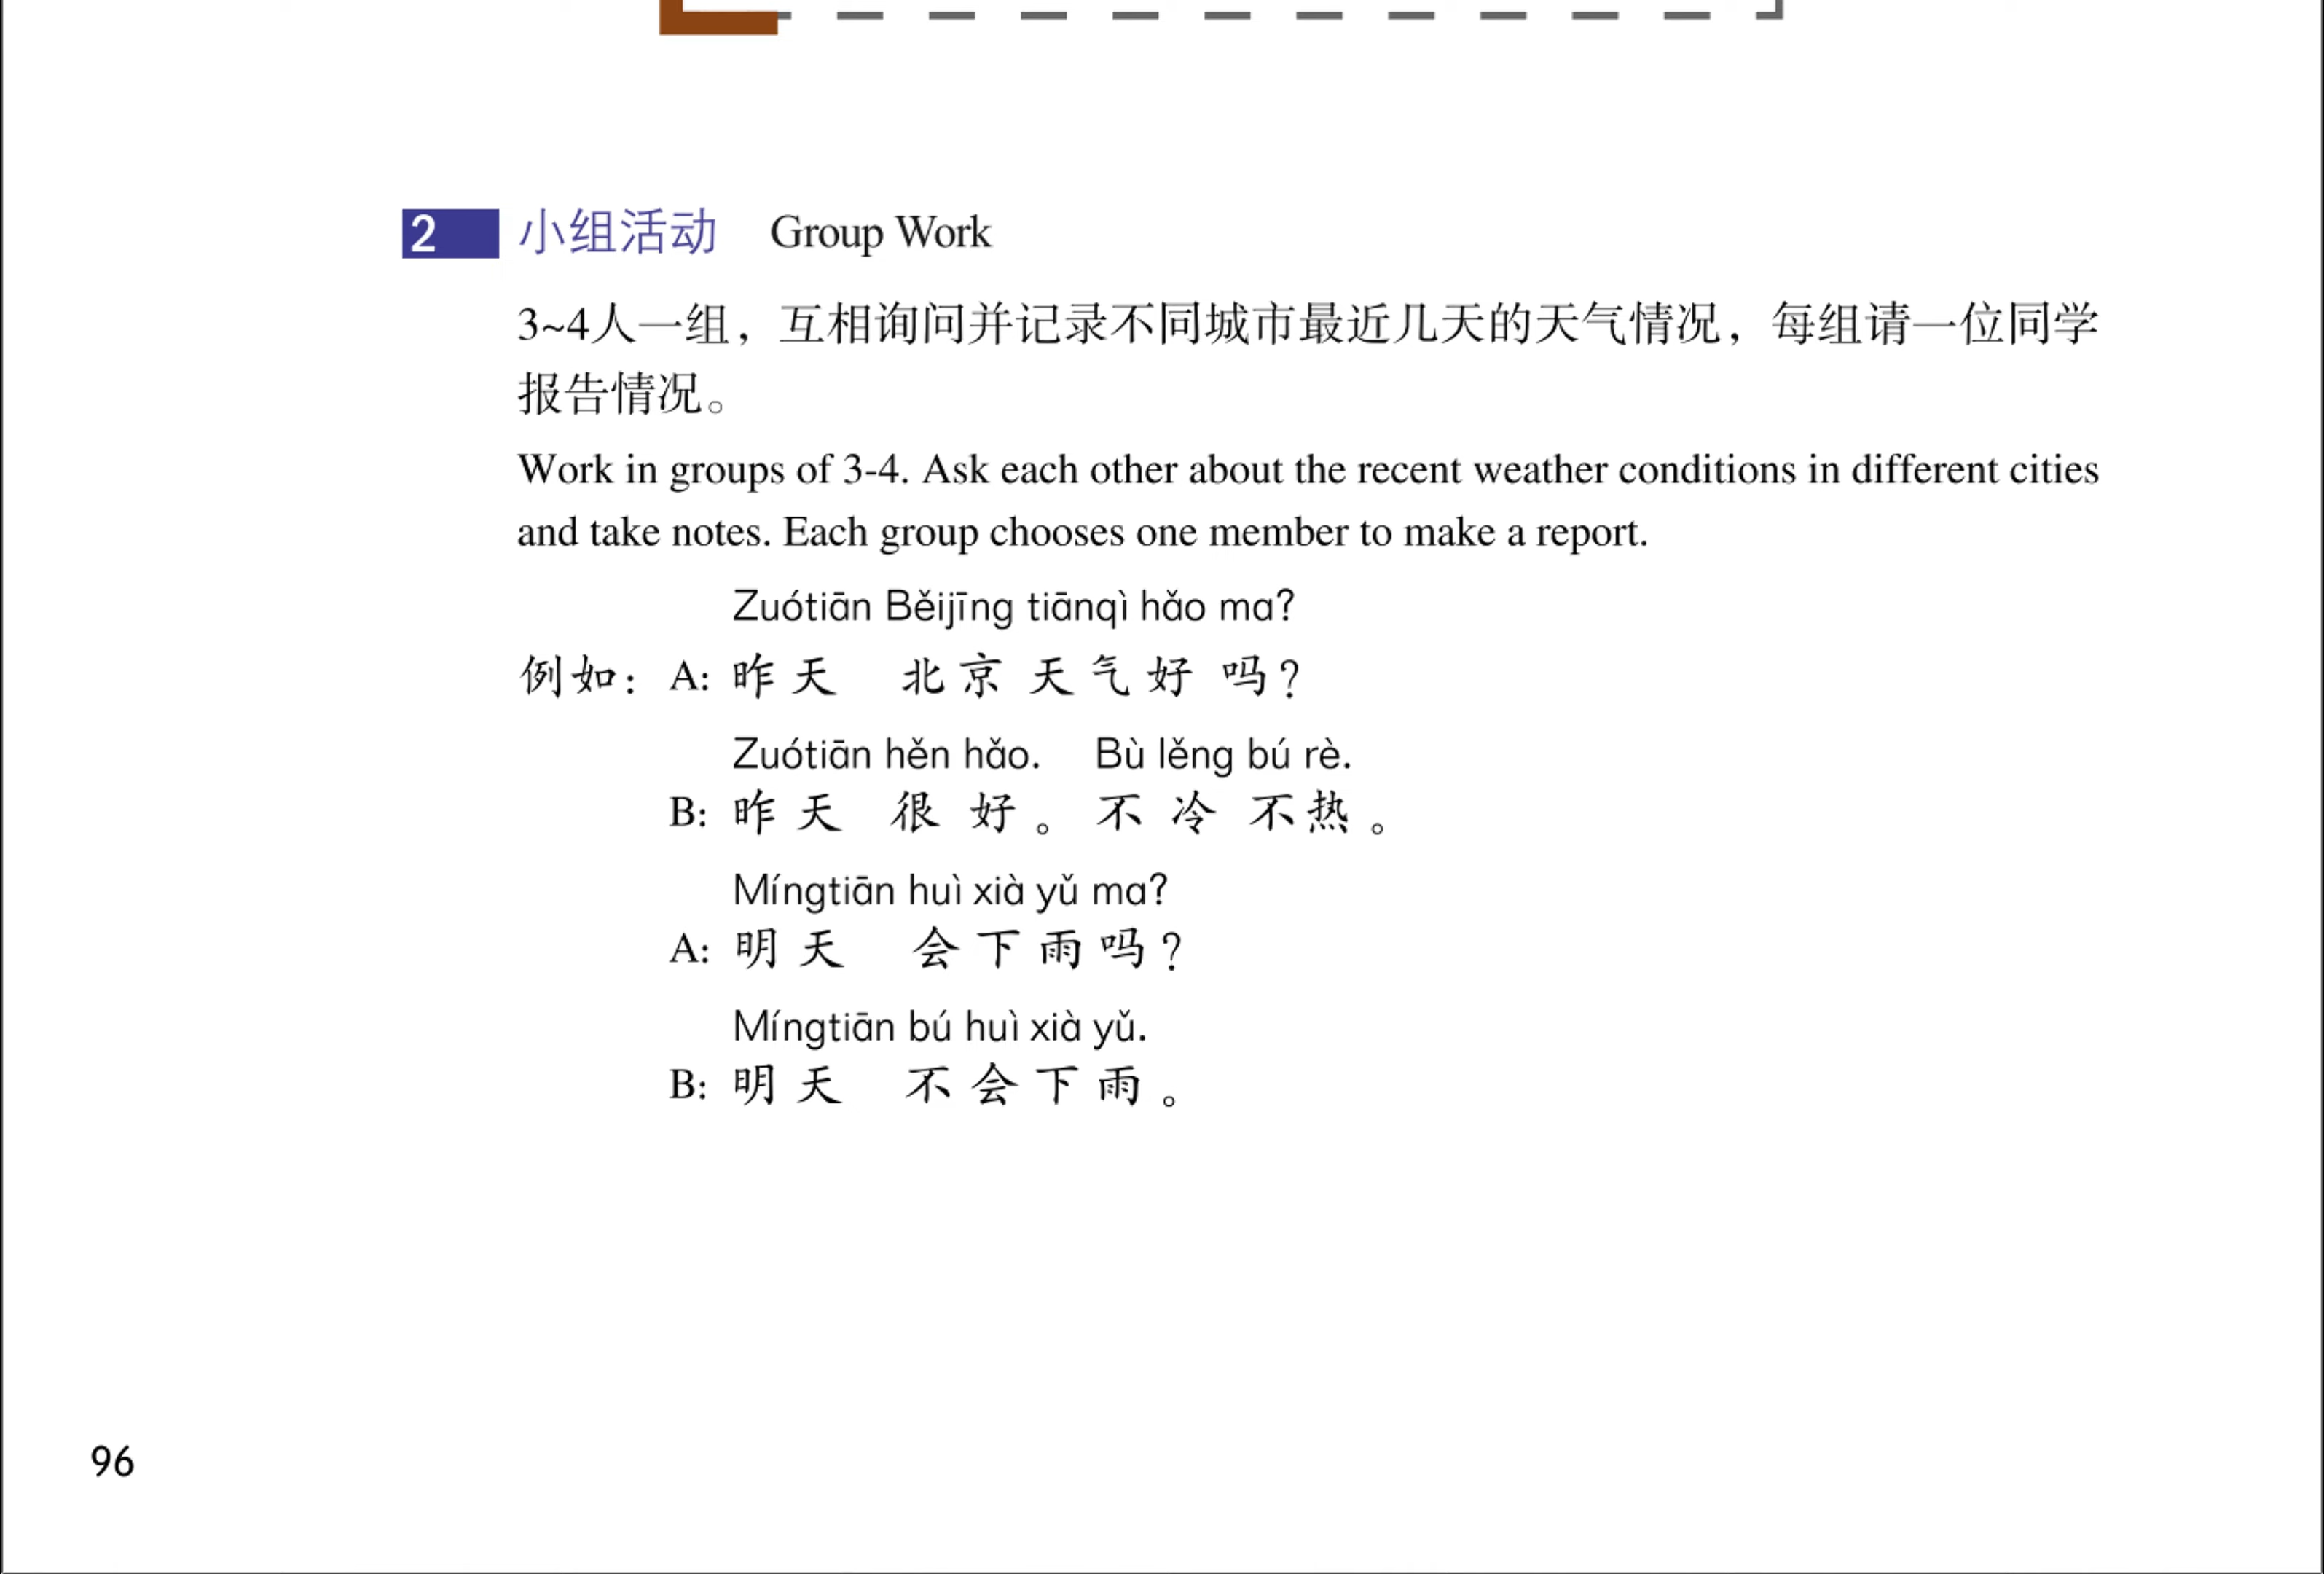 2 小组活动 Group Work
3~4人一组，互相询问并记录不同城市最近几天的天气情况，每组请一位同学
报告情况。
Work in groups of 3-4. Ask each other about the recent weather conditions in different cities
and take notes. Each group chooses one member to make a report.
Zuótiān Běijīng tiānqì hǎo ma?
例如：A: 昨天 北京天气好吗？
Zuótiān hěn hǎo. Bù lěng bú rè.
B: 昨天很好。不冷不热。
Míngtiān huì xià yǔ ma?
A: 明天 会下雨吗？
Míngtiān bú huì xià yǔ.
B: 明天 不会下雨。
96